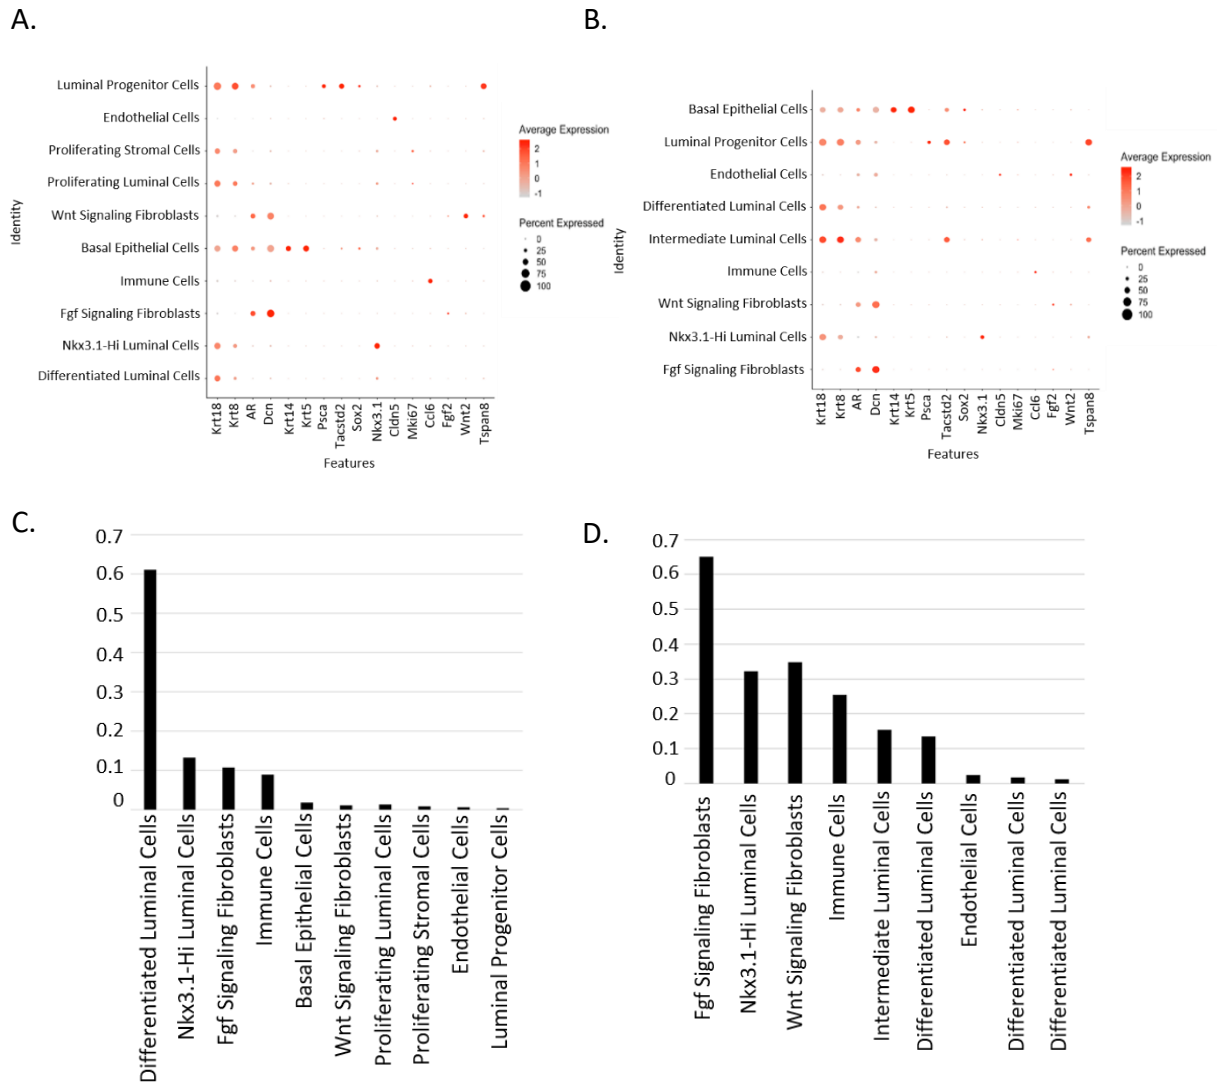 A.
Luminal Progenitor Cells
Endothelial Cells
Proliferating Stromal Cells
Proliferating Luminal Cells
Wnt Signaling Fibroblasts
Basal Epithelial Cells
Immune Cells
Fgf Signaling Fibroblasts
Nkx3.1-Hi Luminal Cells
Differentiated Luminal Cells
Identity
Krt18
Krt8
AR
Dcn
Krt14
Krt5
Psca
Tacstd2
Sox2
Nkx3.1
Cldn5
Mki67
Ccl6
Fgf2
Wnt2
Tspan8
Features
Average Expression
2
1
0
-1
Percent Expressed
0
25
50
75
100
B.
Basal Epithelial Cells
Luminal Progenitor Cells
Endothelial Cells
Differentiated Luminal Cells
Intermediate Luminal Cells
Immune Cells
Wnt Signaling Fibroblasts
Nkx3.1-Hi Luminal Cells
Fgf Signaling Fibroblasts
Identity
Krt18
Krt8
AR
Dcn
Krt14
Krt5
Psca
Tacstd2
Sox2
Nkx3.1
Cldn5
Mki67
Ccl6
Fgf2
Wnt2
Tspan8
Features
Average Expression
2
1
0
-1
Percent Expressed
0
25
50
75
100
C.
0.7
0.6
0.5
0.4
0.3
0.2
0.1
0
Differentiated Luminal Cells
Nkx3.1-Hi Luminal Cells
Fgf Signaling Fibroblasts
Immune Cells
Basal Epithelial Cells
Wnt Signaling Fibroblasts
Proliferating Luminal Cells
Proliferating Stromal Cells
Endothelial Cells
Luminal Progenitor Cells
D.
0.7
0.6
0.5
0.4
0.3
0.2
0.1
0
Fgf Signaling Fibroblasts
Nkx3.1-Hi Luminal Cells
Wnt Signaling Fibroblasts
Immune Cells
Intermediate Luminal Cells
Differentiated Luminal Cells
Endothelial Cells
Differentiated Luminal Cells
Differentiated Luminal Cells